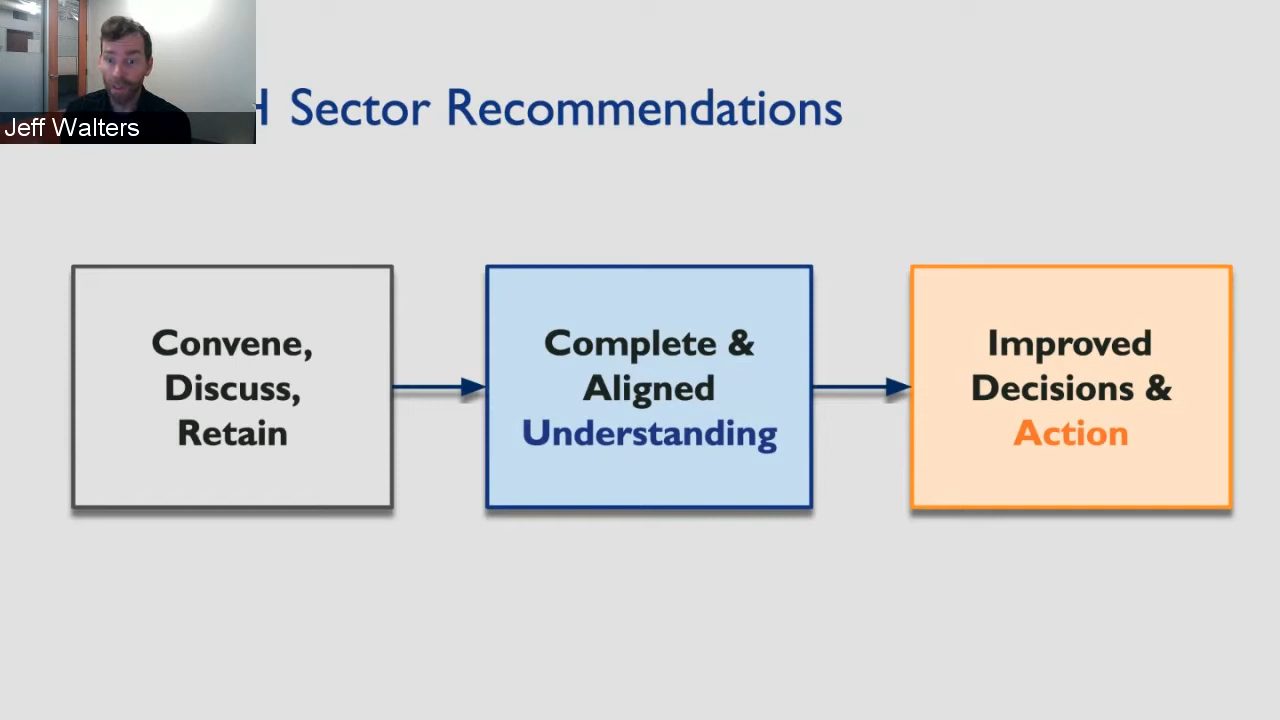 Jeff Walters
H Sector Recommendations
Convene,
Discuss,
Retain
Complete &
Aligned
Understanding
Improved
Decisions &
Action